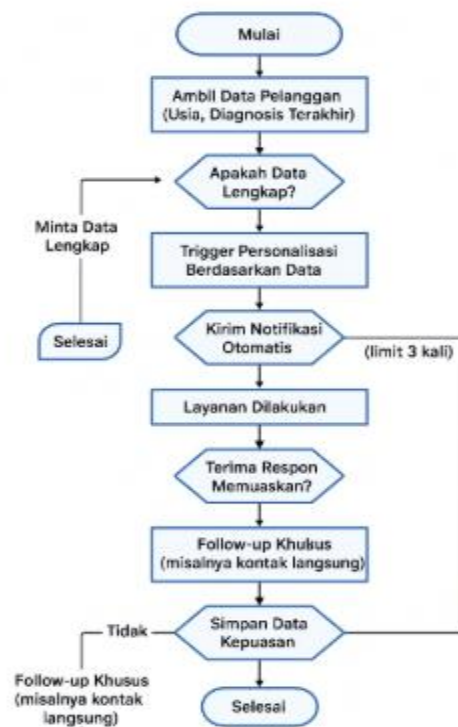 Mulai
Ambil Data Pelanggan
(Usia, Diagnosis Terakhir)
Apakah Data
Lengkap?
Minta Data
Lengkap
Trigger Personalisasi
Berdasarkan Data
Selesai
Kirim Notifikasi
Otomatis
(limit 3 kali)
Layanan Dilakukan
Terima Respon
Memuaskan?
Follow-up Khusus
(misalnya kontak langsung)
Tidak
Simpan Data
Kepuasan
Follow-up Khusus
(misalnya kontak
langsung)
Selesai